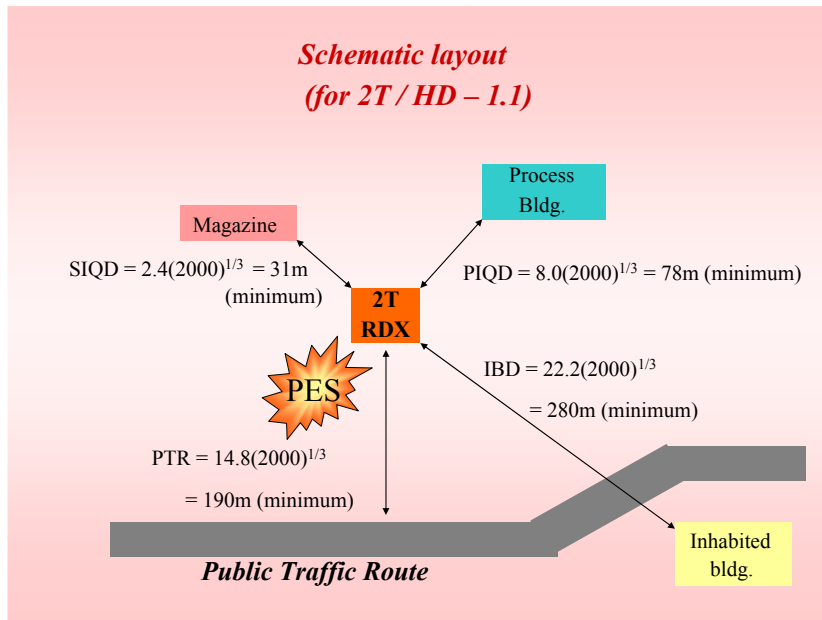 Schematic layout
(for 2T / HD – 1.1)
Process
Bldg.
Magazine
SIQD = 2.4(2000)^1/3 = 31m
(minimum)
PIQD = 8.0(2000)^1/3 = 78m (minimum)
2T
RDX
PES
IBD = 22.2(2000)^1/3
= 280m (minimum)
PTR = 14.8(2000)^1/3
= 190m (minimum)
Inhabited
bldg.
Public Traffic Route